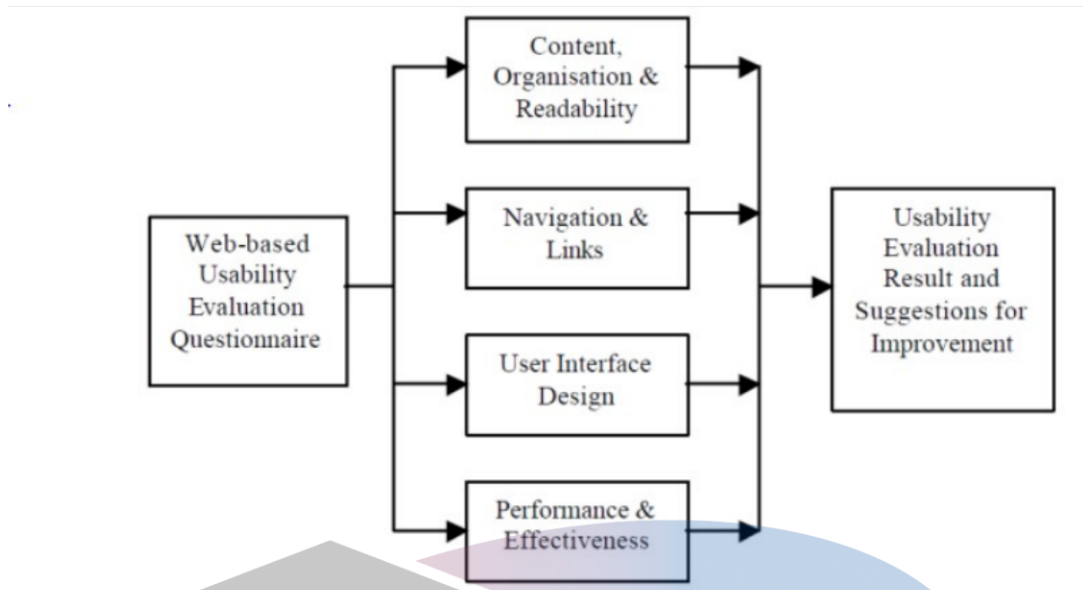 Content,
Organisation &
Readability
Navigation &
Links
Web-based
Usability
Evaluation
Questionnaire
Usability
Evaluation
Result and
Suggestions for
Improvement
User Interface
Design
Performance &
Effectiveness